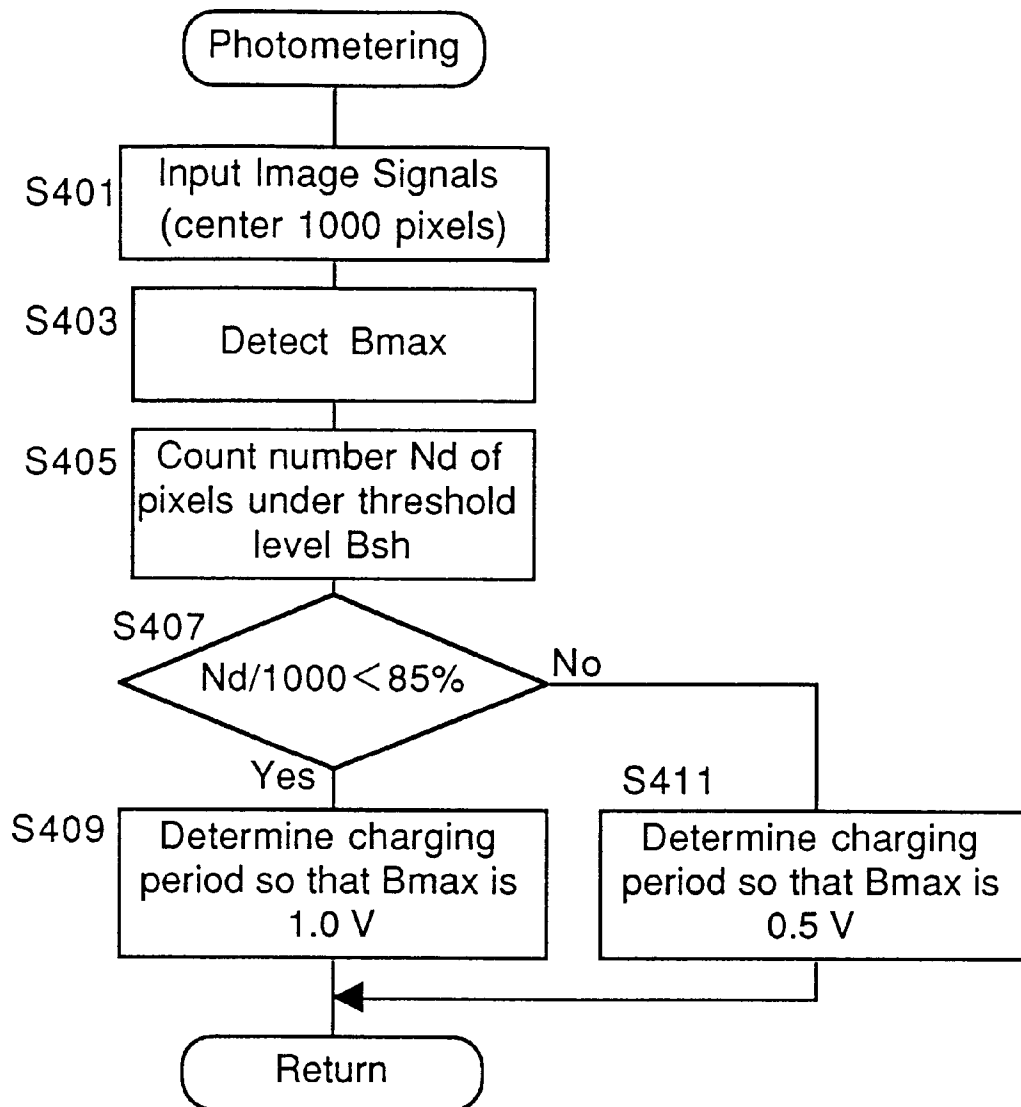 Photometering
S401
Input Image Signals
(center 1000 pixels)
S403
Detect Bmax
S405
Count number Nd of
pixels under threshold
level Bsh
S407
Nd/1000<85%
No
Yes
S409
Determine charging
period so that Bmax is
1.0 V
S411
Determine charging
period so that Bmax is
0.5 V
Return